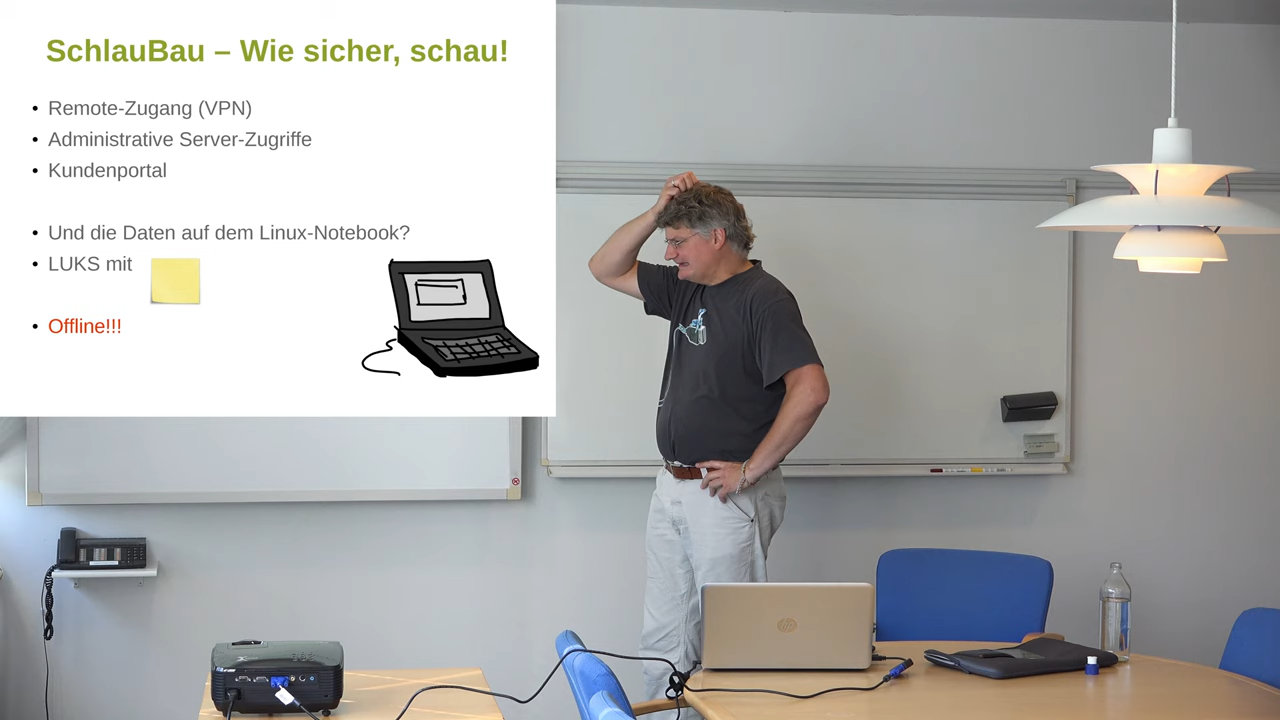 SchlauBau – Wie sicher, schau!
Remote-Zugang (VPN)
Administrative Server-Zugriffe
Kundenportal
Und die Daten auf dem Linux-Notebook?
LUKS mit
Offline!!!
hp